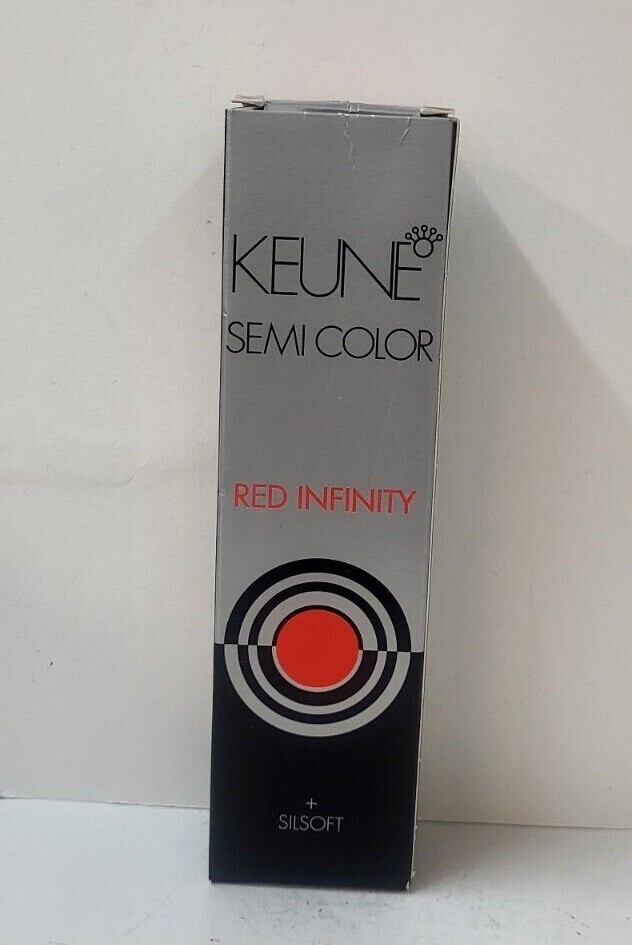 KEUNE
SEMI COLOR
RED INFINITY
+
SILSOFT